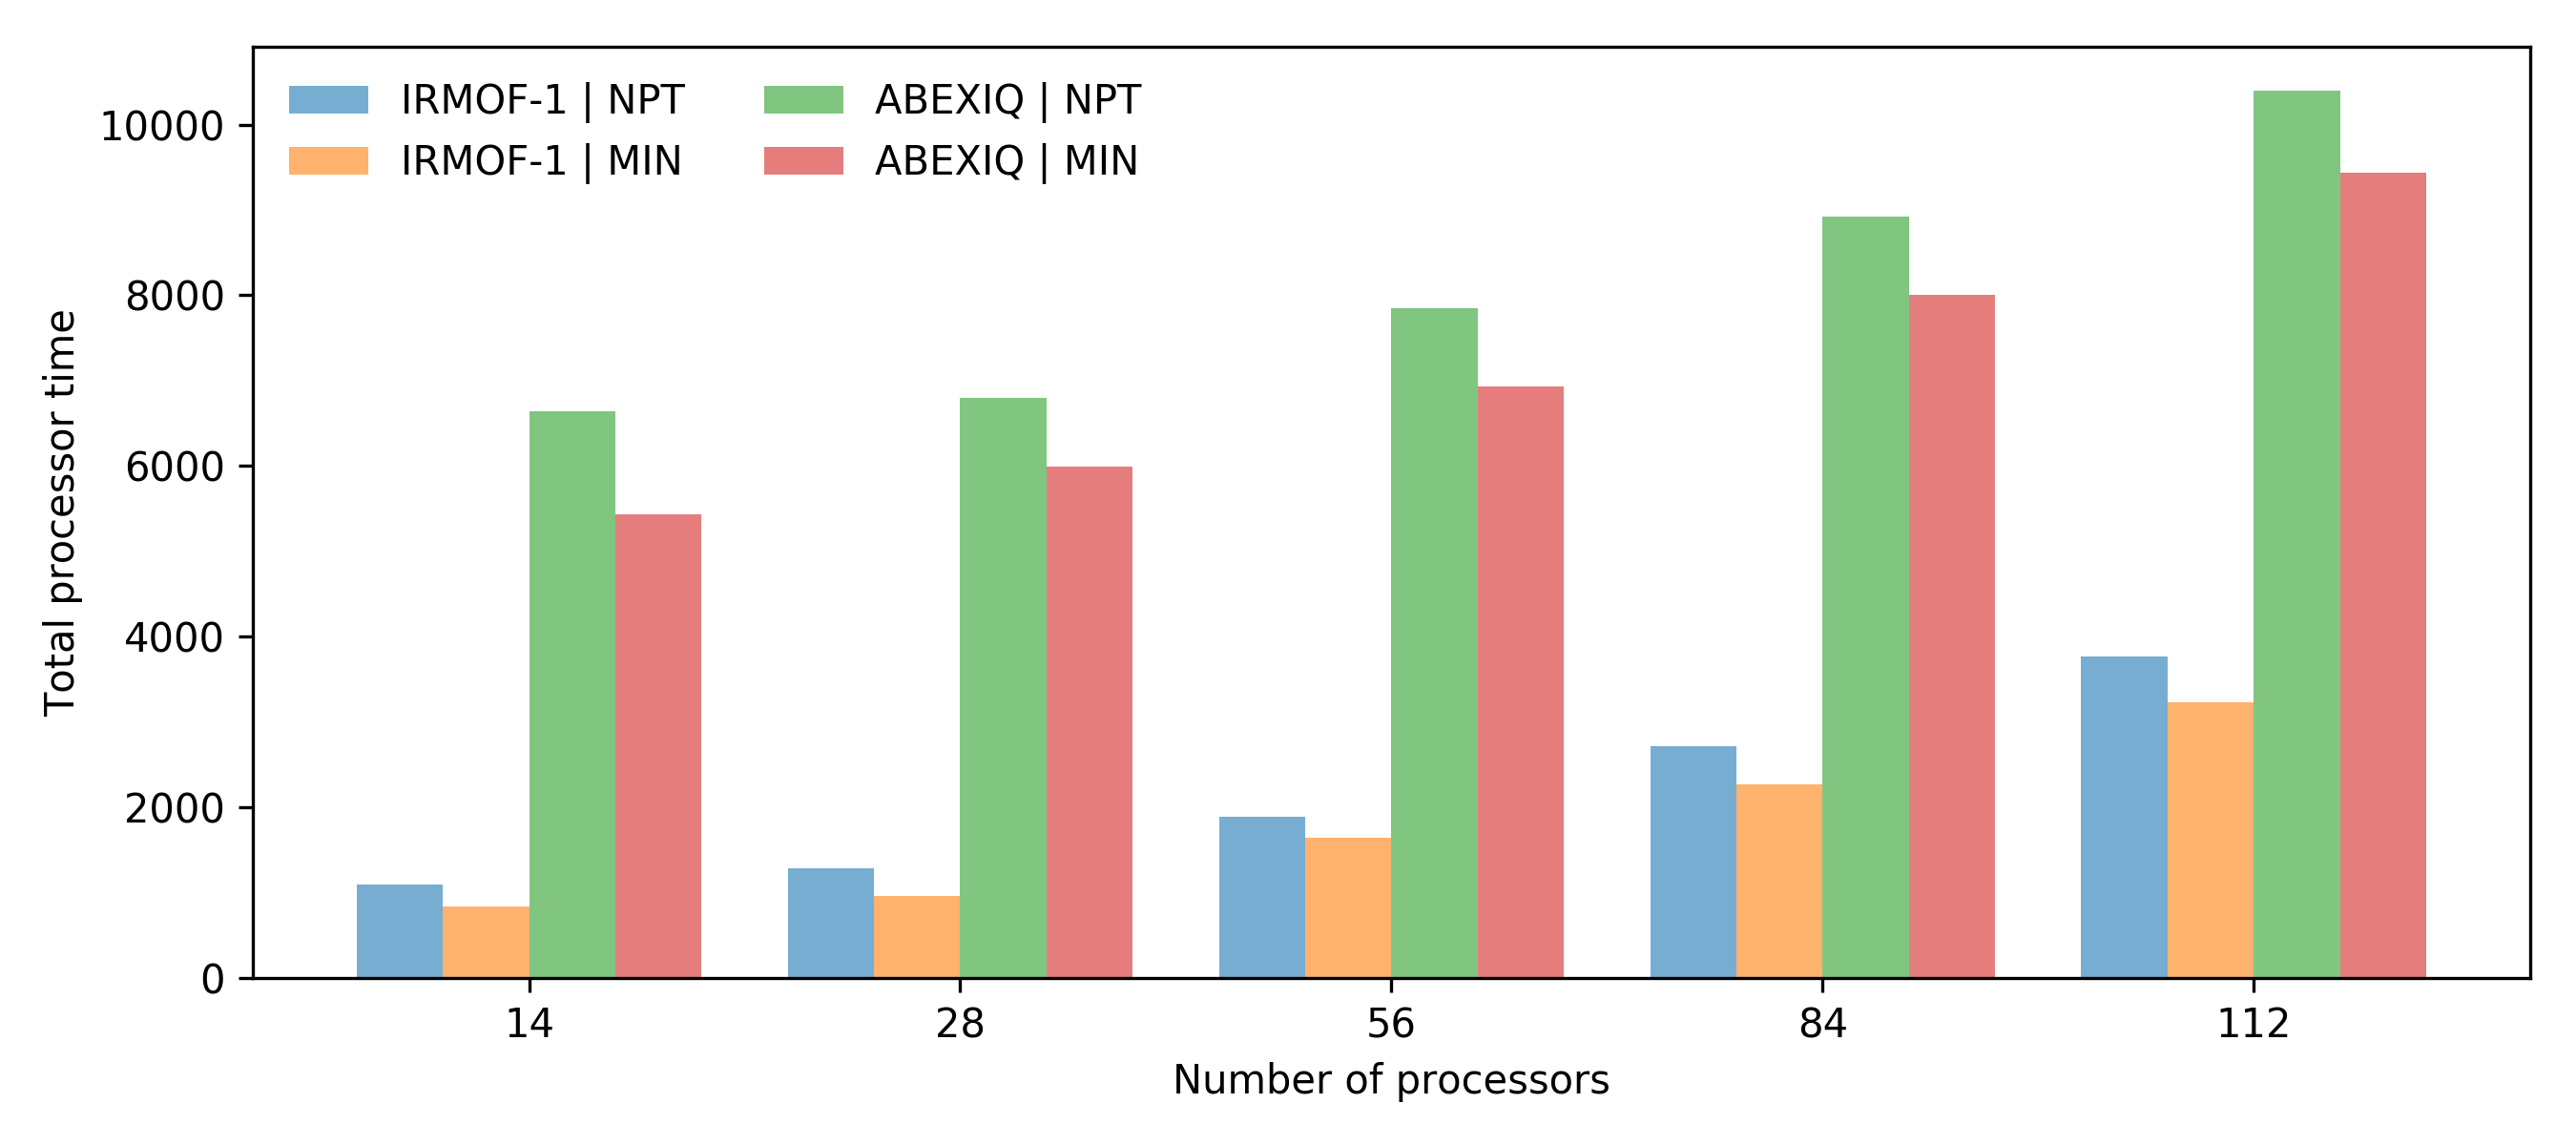 IRMOF-1 | NPT
IRMOF-1 | MIN
ABEXIQ | NPT
ABEXIQ | MIN
10000
8000
6000
4000
2000
0
Total processor time
14
28
56
84
112
Number of processors